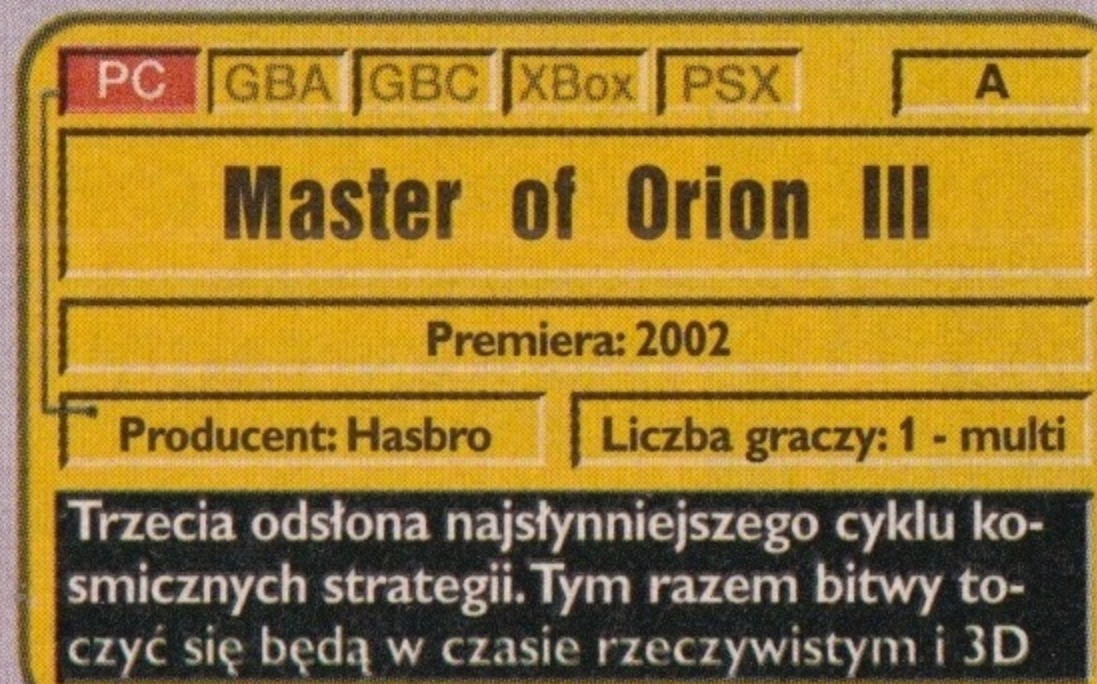 PC GBA GBC XBox PSX A
Master of Orion III
Premiera: 2002
Producent: Hasbro Liczba graczy: 1 - multi
Trzecia odsłona najsłynniejszego cyklu ko-
smicznych strategii. Tym razem bitwy to-
czyć się będą w czasie rzeczywistym i 3D